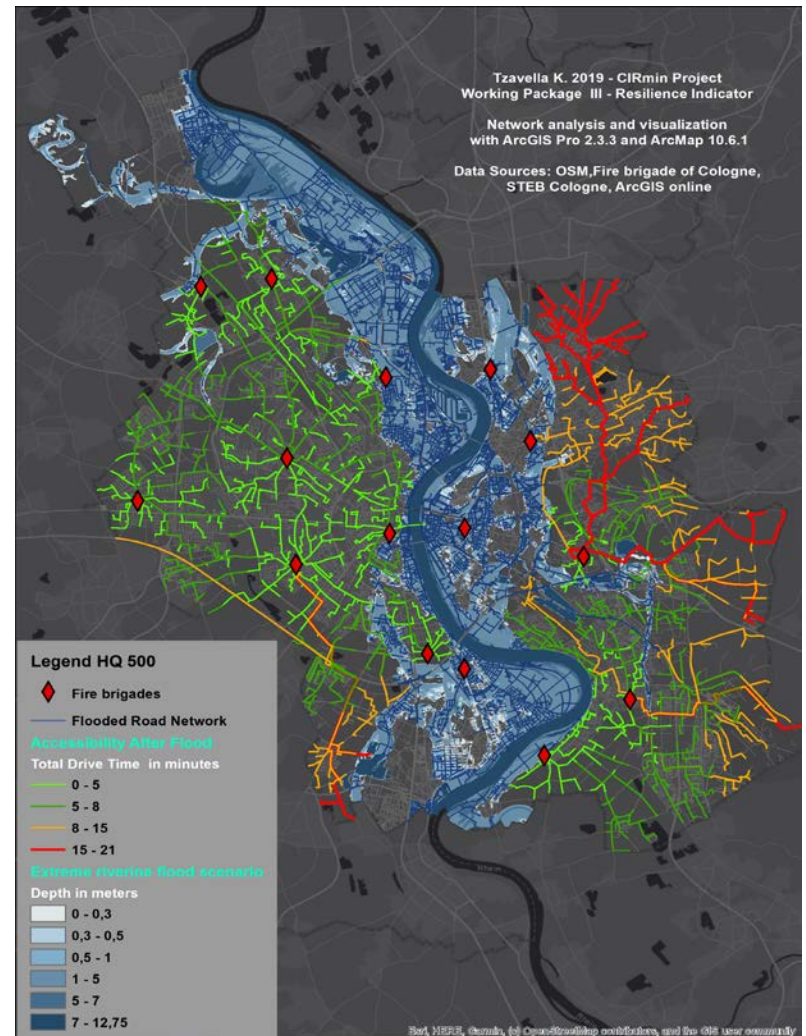 Tzavella K. 2019 - CIRmin Project
Working Package III - Resilience Indicator
Network analysis and visualization
with ArcGIS Pro 2.3.3 and ArcMap 10.6.1
Data Sources: OSM,Fire brigade of Cologne,
STEB Cologne, ArcGIS online
Legend HQ 500
Fire brigades
Flooded Road Network
Accessibility After Flood
Total Drive Time in minutes
0 - 5
5 - 8
8 - 15
15 - 21
Extreme riverine flood scenario
Depth in meters
0 - 0,3
0,3 - 0,5
0,5 - 1
1 - 5
5 - 7
7 - 12,75
Rhein
Esri, HERE, Garmin, (c) OpenStreetMap contributors, and the GIS user community